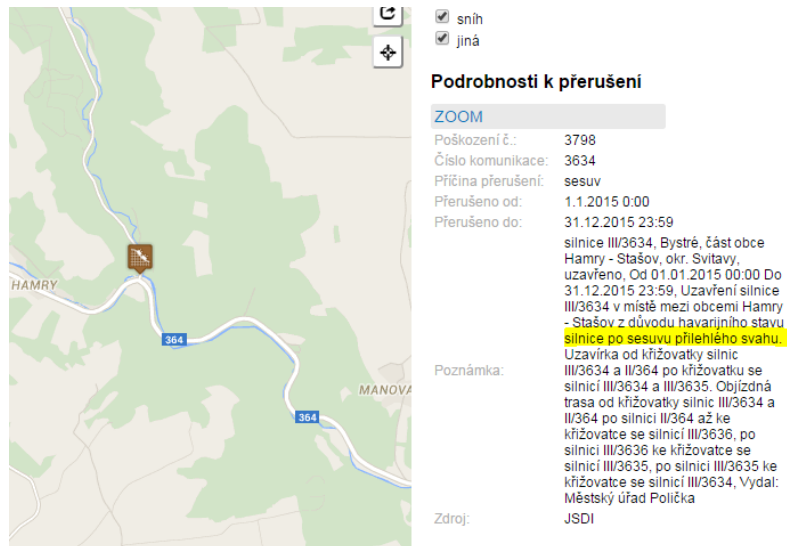 sníh
jiná
Podrobnosti k přerušení
ZOOM
Poškození č.: 3798
Číslo komunikace: 3634
Příčina přerušení: sesuv
Přerušeno od: 1.1.2015 0:00
Přerušeno do: 31.12.2015 23:59
Poznámka:
silnice III/3634, Bystré, část obce
Hamry - Stašov, okr. Svitavy,
uzavřeno, Od 01.01.2015 00:00 Do
31.12.2015 23:59, Uzavření silnice
III/3634 v místě mezi obcemi Hamry
- Stašov z důvodu havarijního stavu
silnice po sesuvu přilehlého svahu.
Uzavírka od křižovatky silnic
III/3634 a II/364 po křižovatku se
silnicí III/3634 a III/3635. Objízdná
trasa od křižovatky silnic III/3634 a
II/364 po silnici II/364 až ke
křižovatce se silnicí III/3636, po
silnici III/3636 ke křižovatce se
silnicí III/3635, po silnici III/3635 ke
křižovatce se silnicí III/3634, Vydal:
Městský úřad Polička
Zdroj: JSDI
HAMRY
364
MANOVA
364